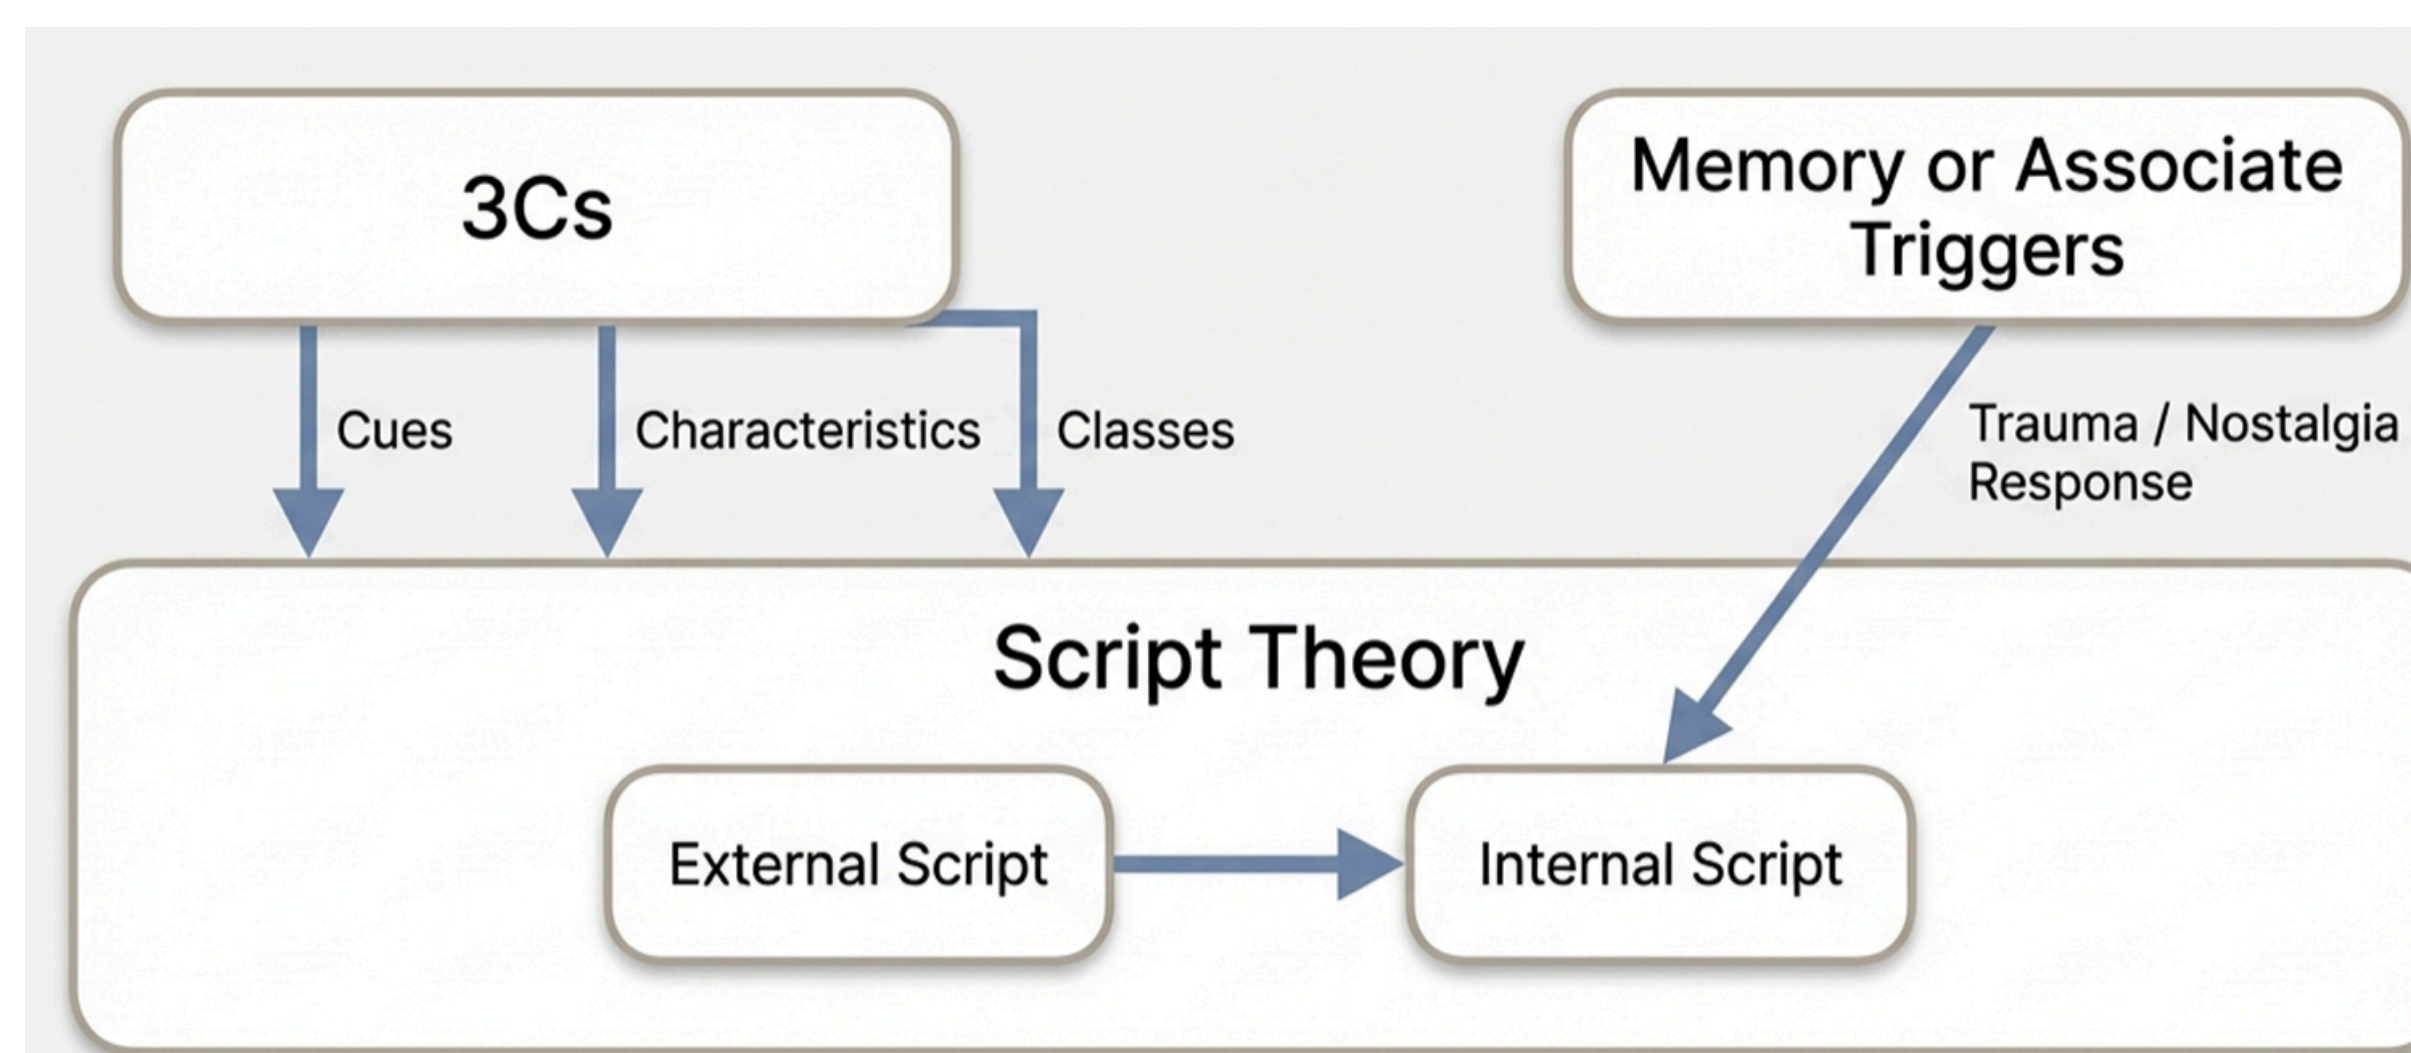 3Cs
Memory or Associate
Triggers
Cues
Characteristics
Classes
Trauma / Nostalgia
Response
Script Theory
External Script
Internal Script